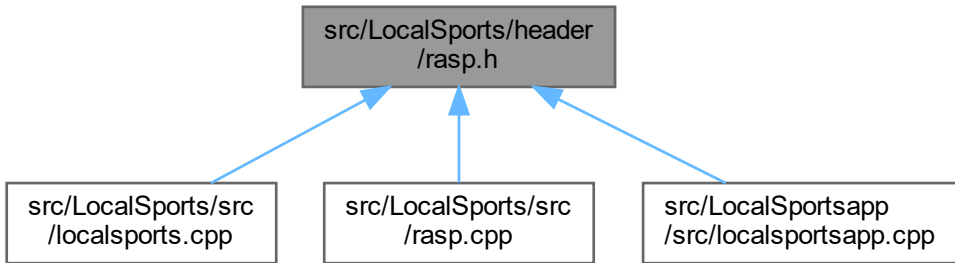 src/LocalSports/header
/rasp.h
src/LocalSports/src
/localsports.cpp
src/LocalSports/src
/rasp.cpp
src/LocalSportsapp
/src/localsportsapp.cpp